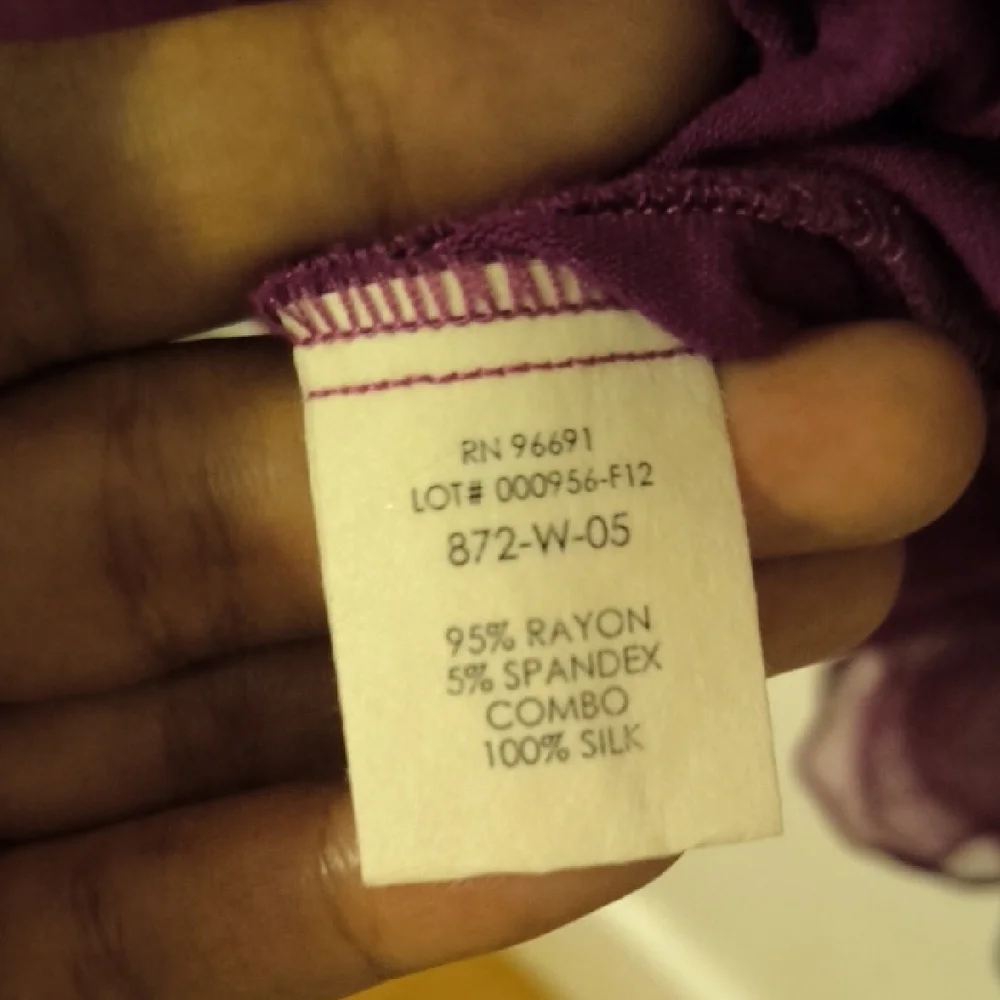 RN 96691
LOT# 000956-F12
872-W-05
95% RAYON
5% SPANDEX
COMBO
100% SILK